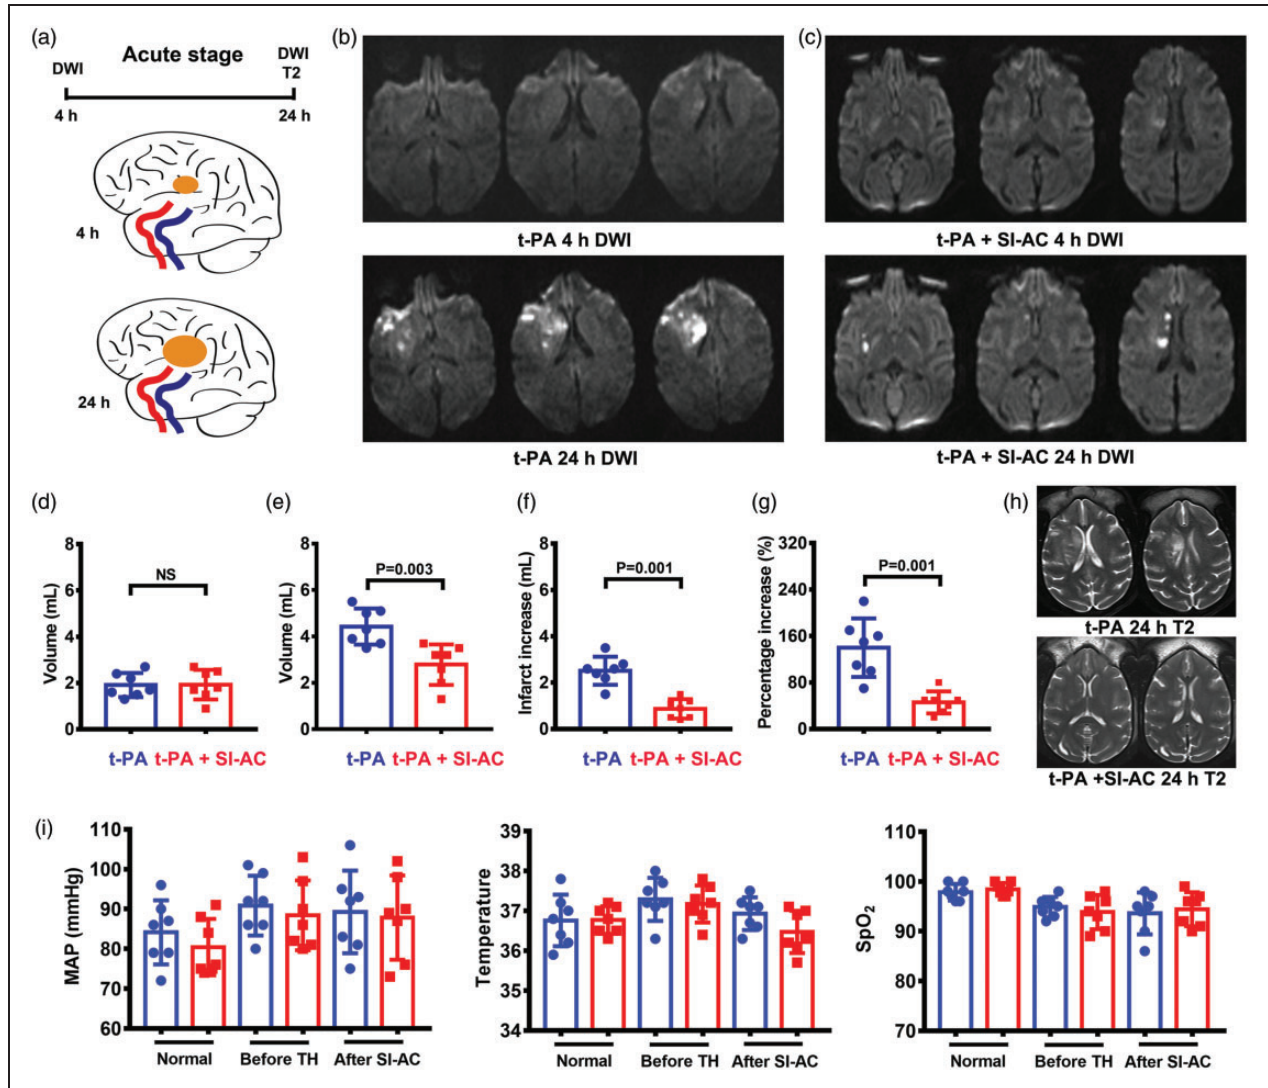 (a)
Acute stage
DWI
DWI
T2
4 h
24 h
4 h
24 h
(b)
t-PA 4 h DWI
t-PA 24 h DWI
(c)
t-PA + SI-AC 4 h DWI
t-PA + SI-AC 24 h DWI
(d)
Volume (mL)
8
6
4
2
0
NS
t-PA t-PA + SI-AC
(e)
Volume (mL)
8
6
4
2
0
P=0.003
t-PA t-PA + SI-AC
(f)
Infarct increase (mL)
8
6
4
2
0
P=0.001
t-PA t-PA + SI-AC
(g)
Percentage increase (%)
320
240
160
80
0
P=0.001
t-PA t-PA + SI-AC
(h)
t-PA 24 h T2
t-PA +SI-AC 24 h T2
(i)
MAP (mmHg)
110
100
90
80
70
60
Normal Before TH After SI-AC
Temperature
39
38
37
36
35
34
Normal Before TH After SI-AC
SpO2
100
90
80
70
Normal Before TH After SI-AC